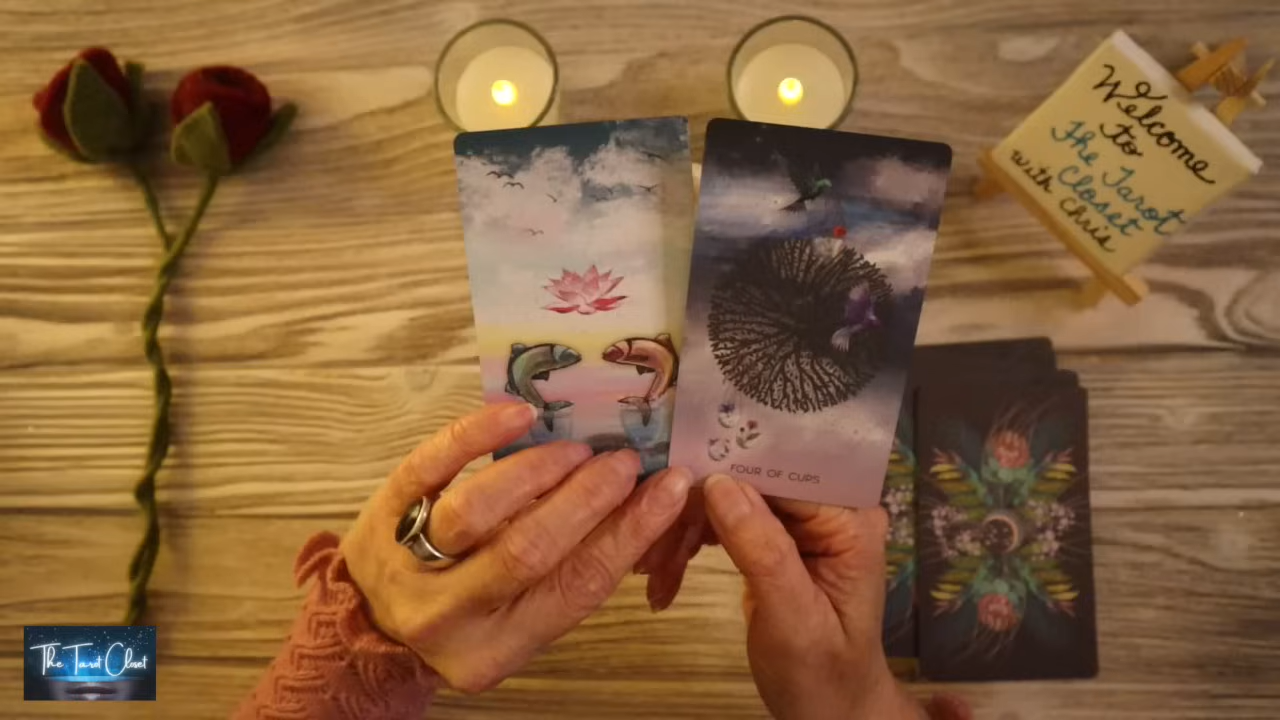 Welcome
to
The Tarot
Closet
with Chris
FOUR OF CUPS
The Tarot Closet